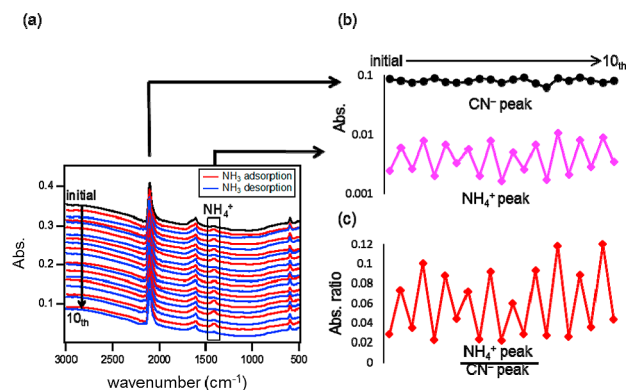 (a)
NH₃ adsorption
NH₃ desorption
initial
NH₄⁺
10th
0.4
0.3
0.2
0.1
Abs.
3000 2500 2000 1500 1000 500
wavenumber (cm⁻¹)
(b)
initial 10th
0.1
0.01
0.001
Abs.
CN⁻ peak
NH₄⁺ peak
(c)
0.12
0.1
0.08
0.06
0.04
0.02
0
Abs. ratio
NH₄⁺ peak
CN⁻ peak